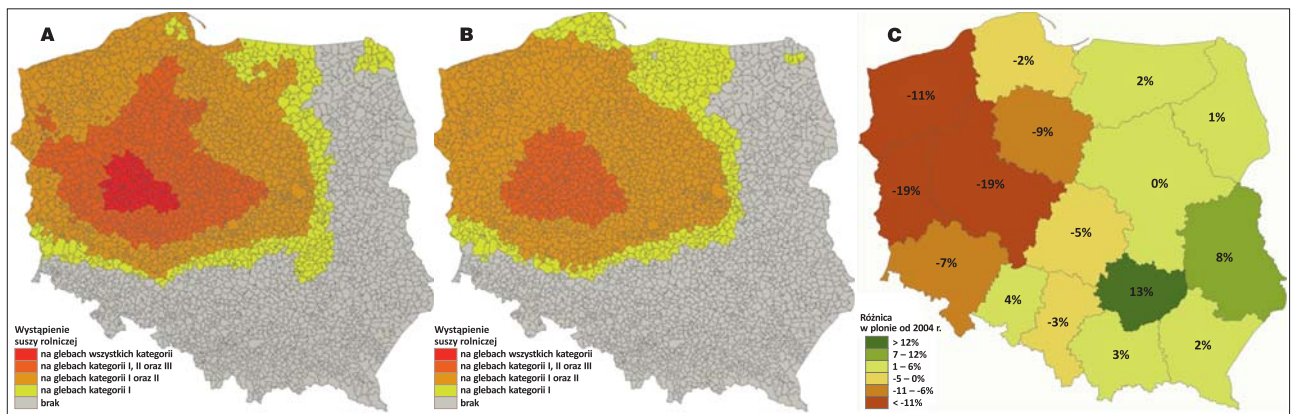 A
Wystąpienie
suszy rolniczej
na glebach wszystkich kategorii
na glebach kategorii I, II oraz III
na glebach kategorii I oraz II
na glebach kategorii I
brak
B
Wystąpienie
suszy rolniczej
na glebach wszystkich kategorii
na glebach kategorii I, II oraz III
na glebach kategorii I oraz II
na glebach kategorii I
brak
C
-2%
2%
-11%
1%
-9%
-19%
-19%
0%
-5%
8%
-7%
13%
4%
-3%
2%
3%
Różnica
w plonie od 2004 r.
> 12%
7 – 12%
1 – 6%
-5 – 0%
-11 – -6%
< -11%